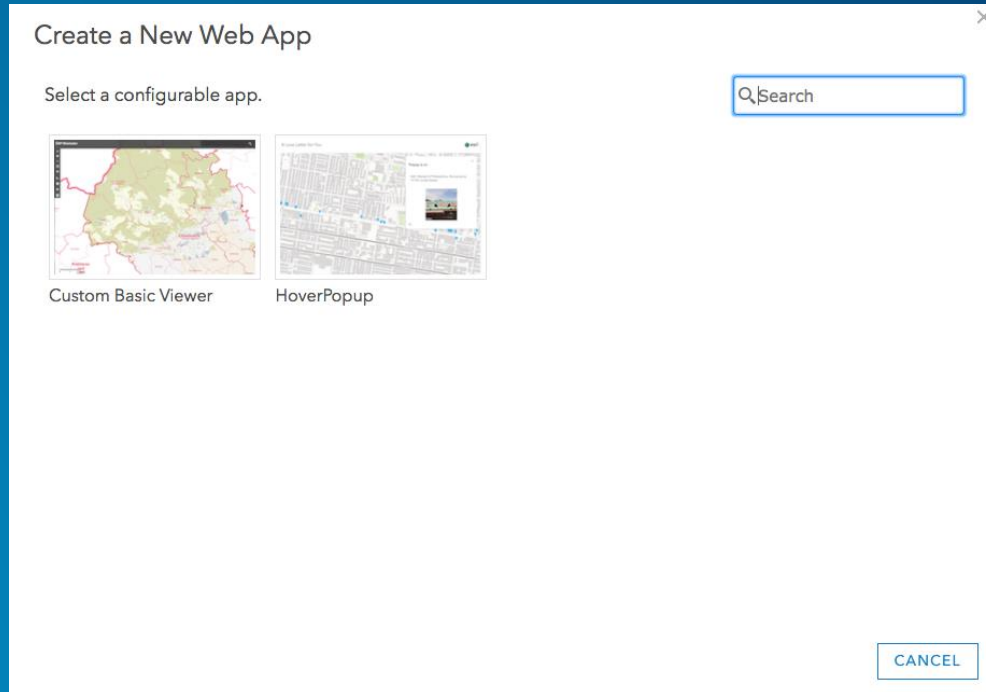 Create a New Web App
Select a configurable app.
Search
Custom Basic Viewer
HoverPopup
CANCEL